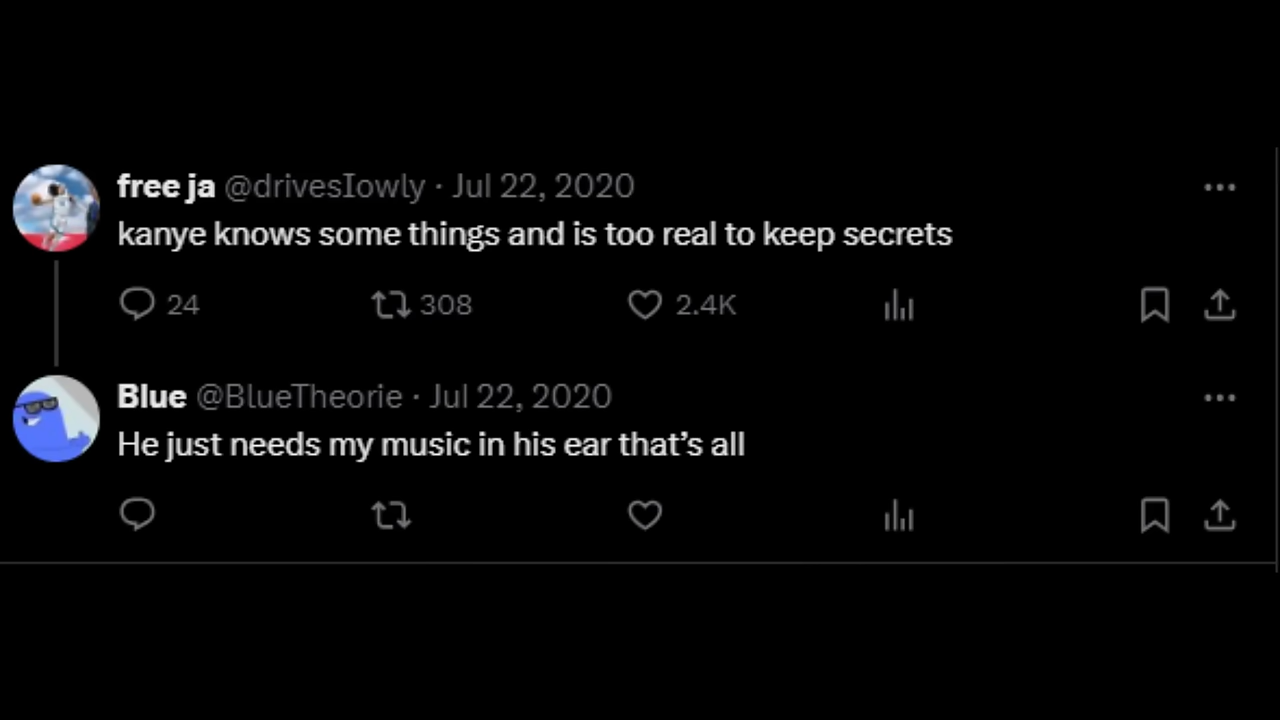 free ja @drivesIowly · Jul 22, 2020
kanye knows some things and is too real to keep secrets
24 308 2.4K
Blue @BlueTheorie · Jul 22, 2020
He just needs my music in his ear that’s all